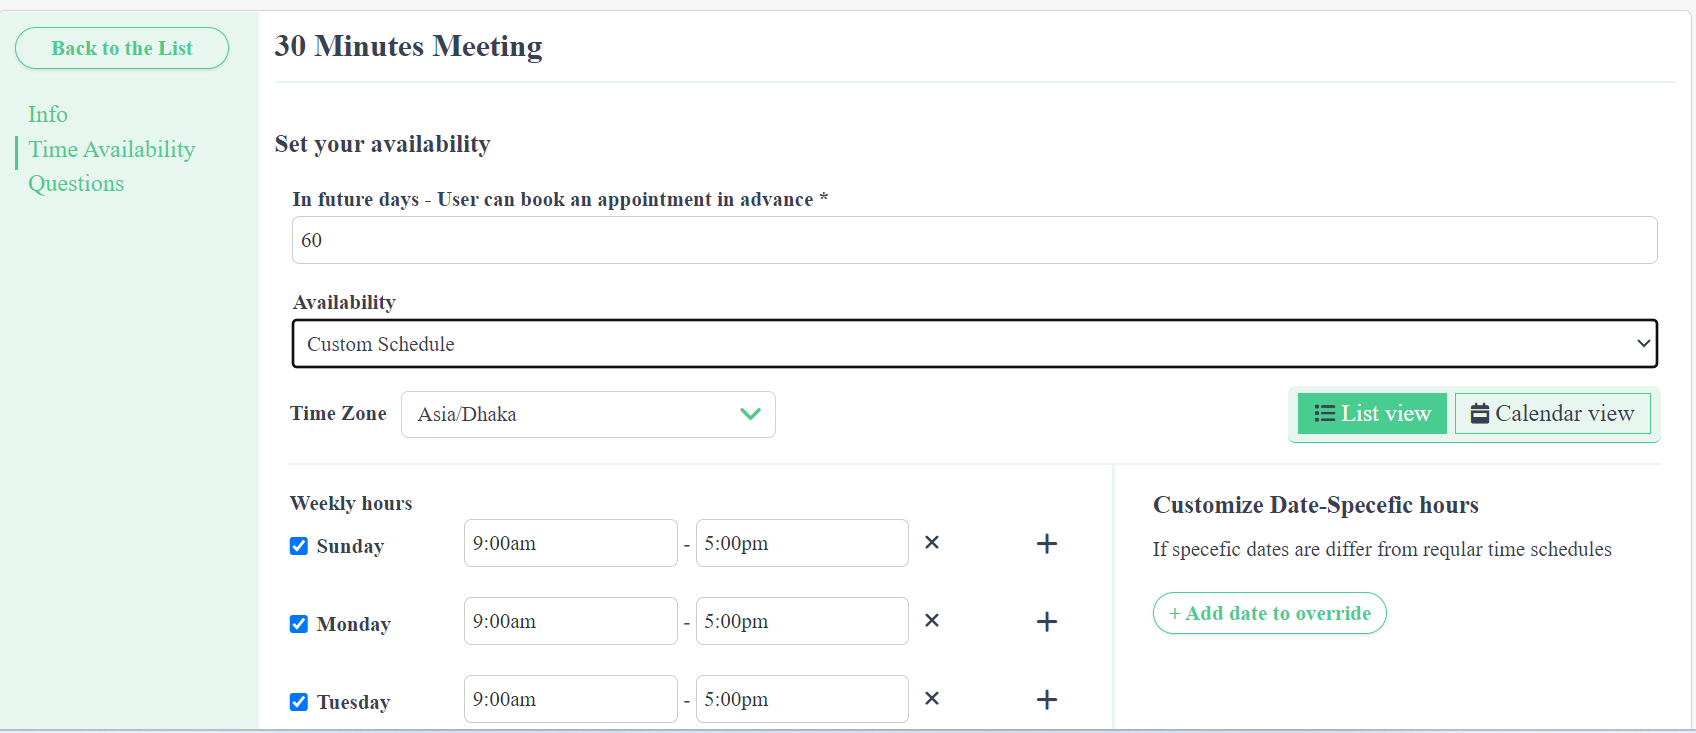 Back to the List
Info
Time Availability
Questions
30 Minutes Meeting
Set your availability
In future days - User can book an appointment in advance *
60
Availability
Custom Schedule
Time Zone Asia/Dhaka
List view Calendar view
Weekly hours
Sunday 9:00am - 5:00pm
Monday 9:00am - 5:00pm
Tuesday 9:00am - 5:00pm
Customize Date-Specefic hours
If specefic dates are differ from reqular time schedules
+ Add date to override